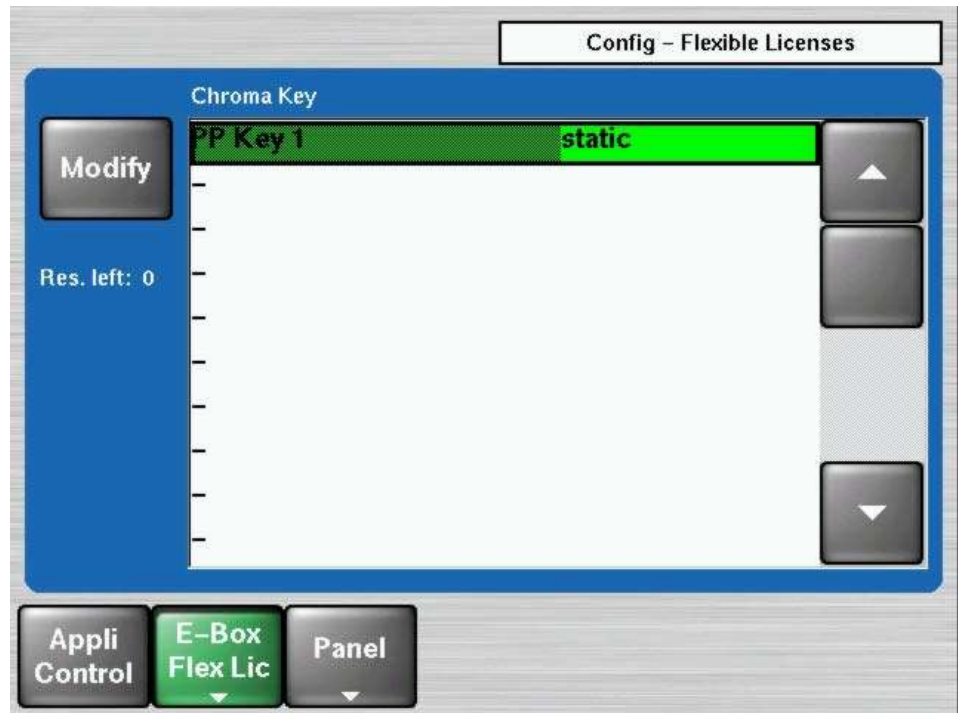 Config – Flexible Licenses
Chroma Key
Modify
PP Key 1 static
–
–
–
–
–
–
–
–
–
Res. left: 0
Appli
Control
E–Box
Flex Lic
Panel